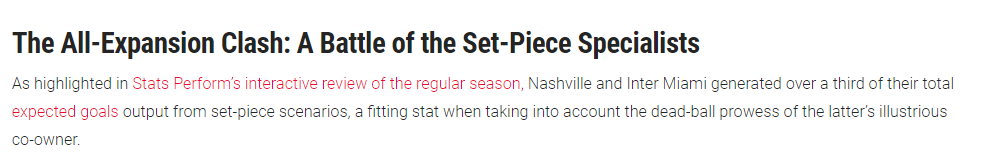 The All-Expansion Clash: A Battle of the Set-Piece Specialists
As highlighted in Stats Perform's interactive review of the regular season, Nashville and Inter Miami generated over a third of their total
expected goals output from set-piece scenarios, a fitting stat when taking into account the dead-ball prowess of the latter's illustrious
co-owner.